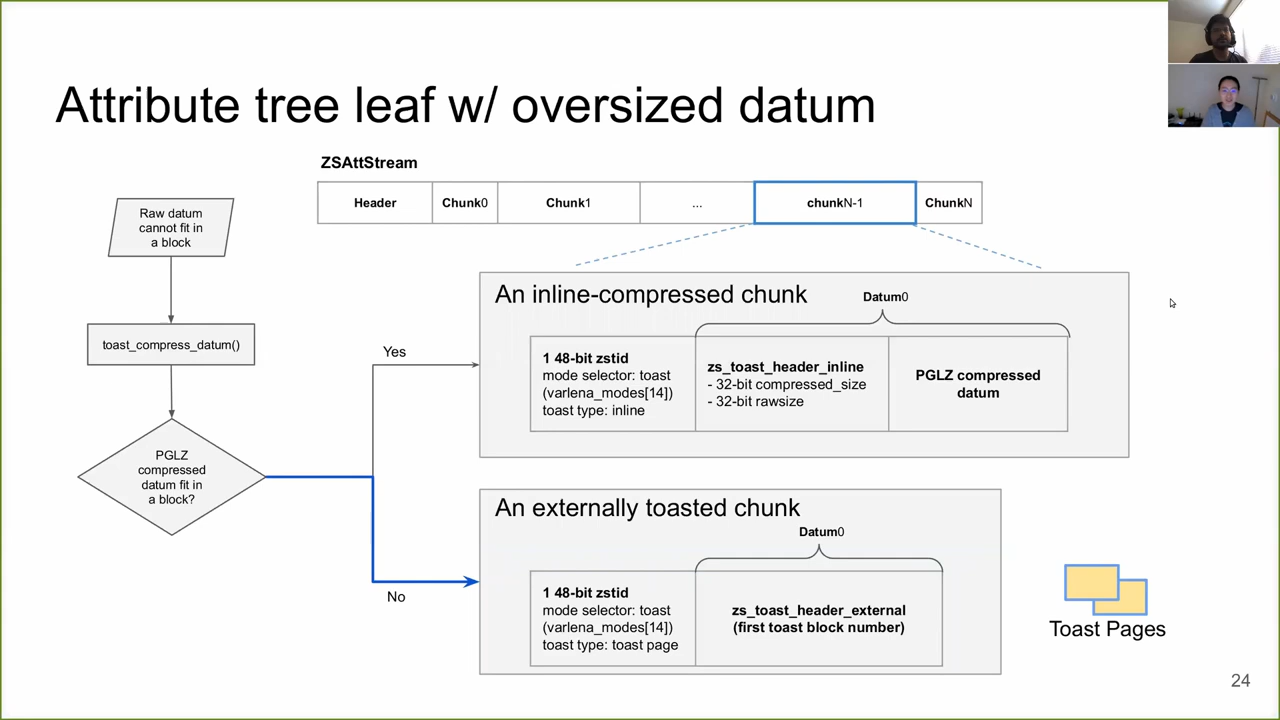 Attribute tree leaf w/ oversized datum
ZSAttStream
Header
Chunk0
Chunk1
...
chunkN-1
ChunkN
Raw datum
cannot fit in
a block
toast_compress_datum()
PGLZ
compressed
datum fit in
a block?
Yes
No
An inline-compressed chunk
Datum0
1 48-bit zstid
mode selector: toast
(varlena_modes[14])
toast type: inline
zs_toast_header_inline
- 32-bit compressed_size
- 32-bit rawsize
PGLZ compressed
datum
An externally toasted chunk
Datum0
1 48-bit zstid
mode selector: toast
(varlena_modes[14])
toast type: toast page
zs_toast_header_external
(first toast block number)
Toast Pages
24